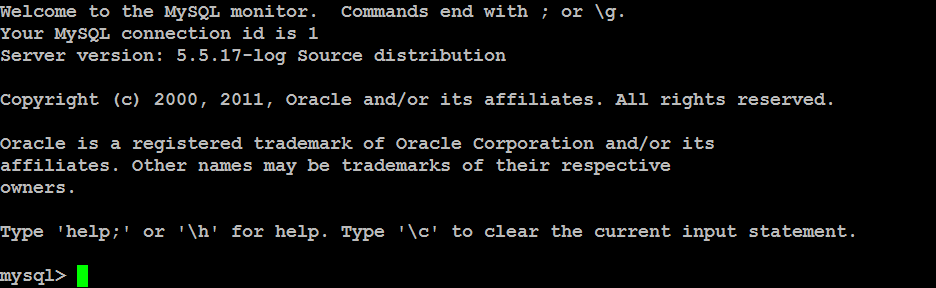 Welcome to the MySQL monitor.  Commands end with ; or \g.
Your MySQL connection id is 1
Server version: 5.5.17-log Source distribution
Copyright (c) 2000, 2011, Oracle and/or its affiliates. All rights reserved.
Oracle is a registered trademark of Oracle Corporation and/or its
affiliates. Other names may be trademarks of their respective
owners.
Type 'help;' or '\h' for help. Type '\c' to clear the current input statement.
mysql>